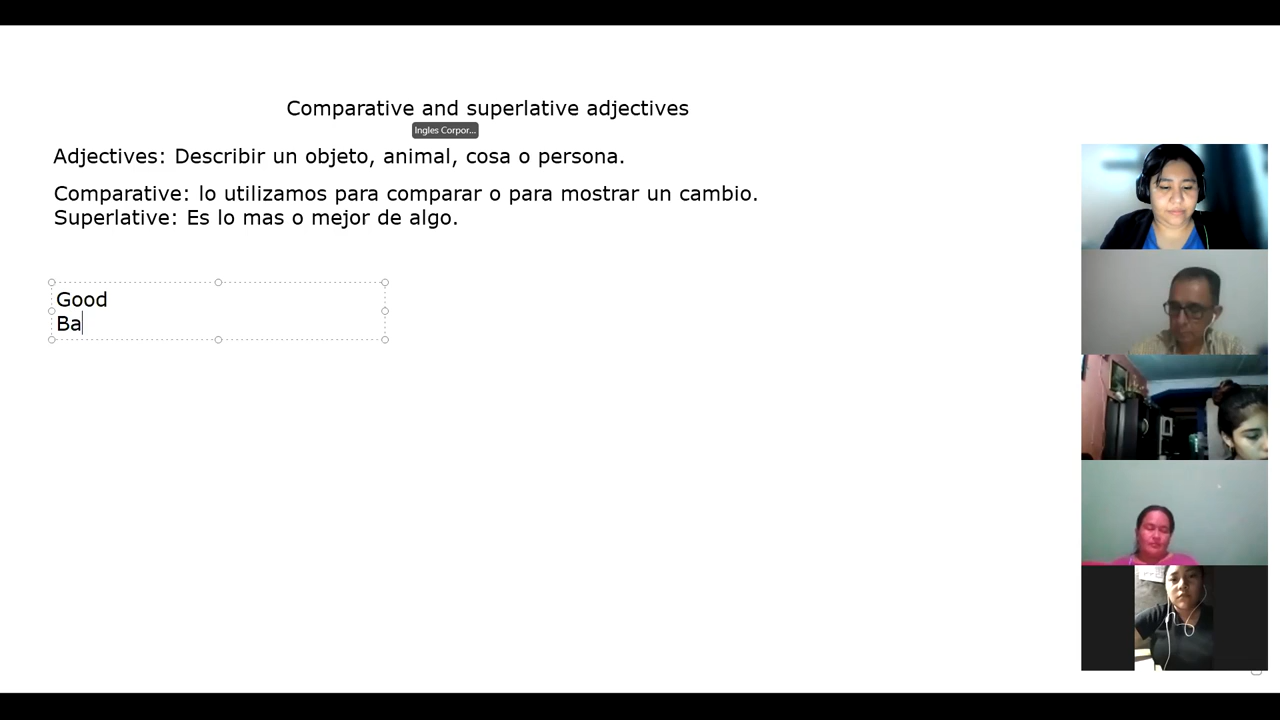 Comparative and superlative adjectives
Ingles Corpor...
Adjectives: Describir un objeto, animal, cosa o persona.
Comparative: lo utilizamos para comparar o para mostrar un cambio.
Superlative: Es lo mas o mejor de algo.
Good
Ba